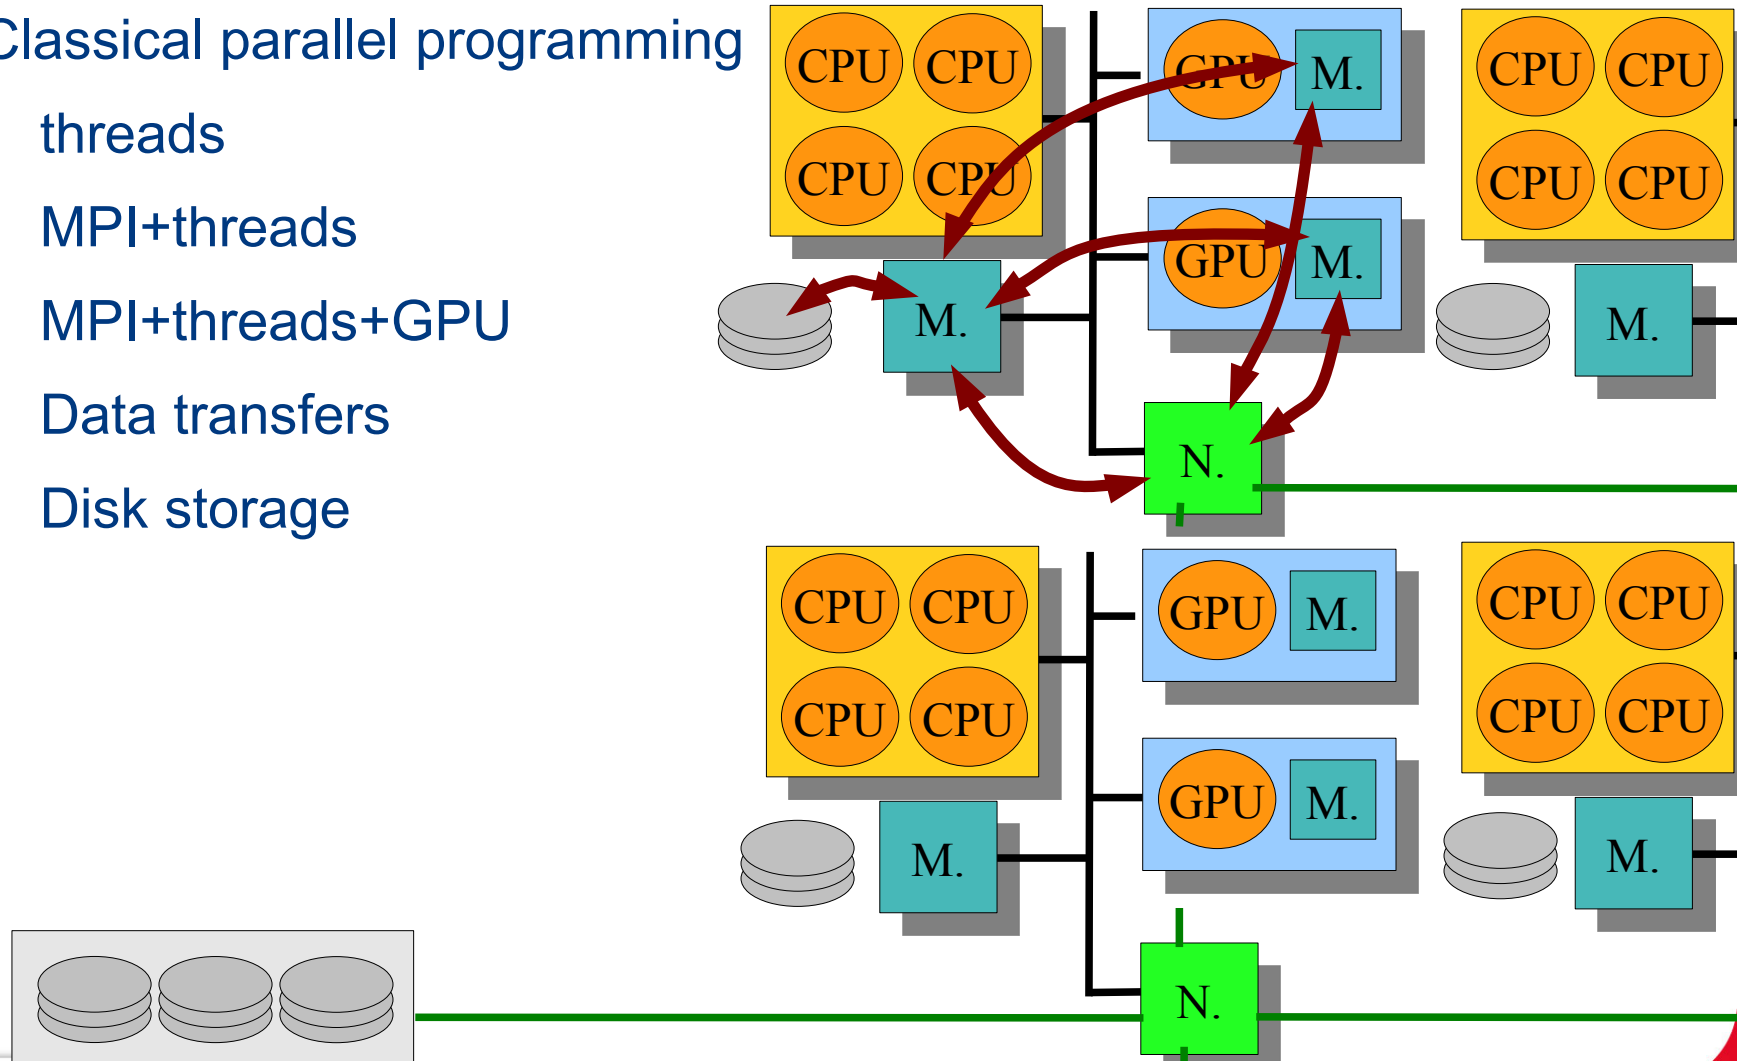 Classical parallel programming
threads
MPI+threads
MPI+threads+GPU
Data transfers
Disk storage
CPU CPU
CPU CPU
GPU M.
GPU M.
M.
N.
CPU CPU
CPU CPU
M.
CPU CPU
CPU CPU
GPU M.
GPU M.
M.
N.
CPU CPU
CPU CPU
M.